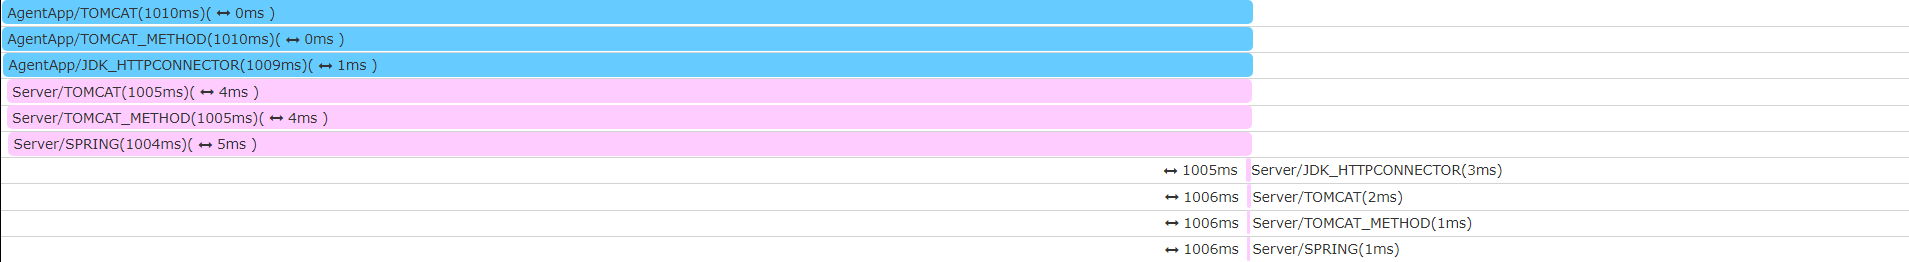 AgentApp/TOMCAT(1010ms)( ↔ 0ms )
AgentApp/TOMCAT_METHOD(1010ms)( ↔ 0ms )
AgentApp/JDK_HTTPCONNECTOR(1009ms)( ↔ 1ms )
Server/TOMCAT(1005ms)( ↔ 4ms )
Server/TOMCAT_METHOD(1005ms)( ↔ 4ms )
Server/SPRING(1004ms)( ↔ 5ms )
↔ 1005ms Server/JDK_HTTPCONNECTOR(3ms)
↔ 1006ms Server/TOMCAT(2ms)
↔ 1006ms Server/TOMCAT_METHOD(1ms)
↔ 1006ms Server/SPRING(1ms)